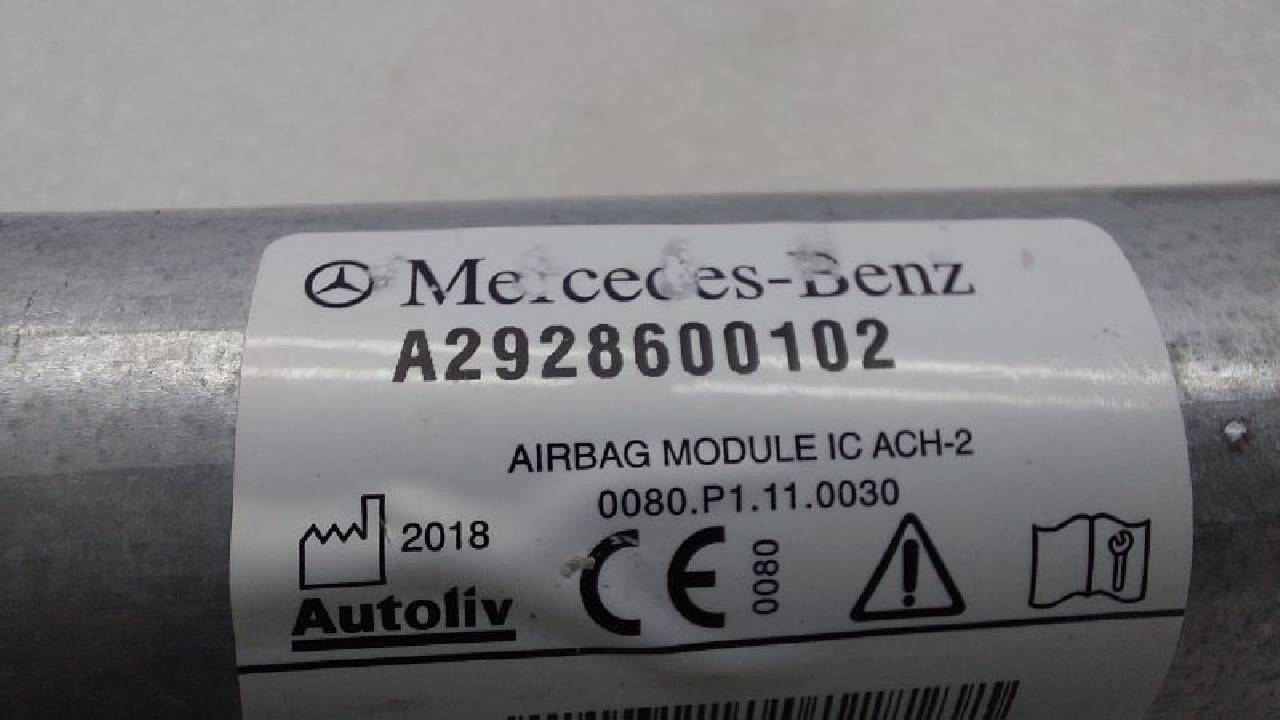 Mercedes-Benz
A2928600102
AIRBAG MODULE IC ACH-2
0080.P1.11.0030
2018
Autoliv
CE 0080